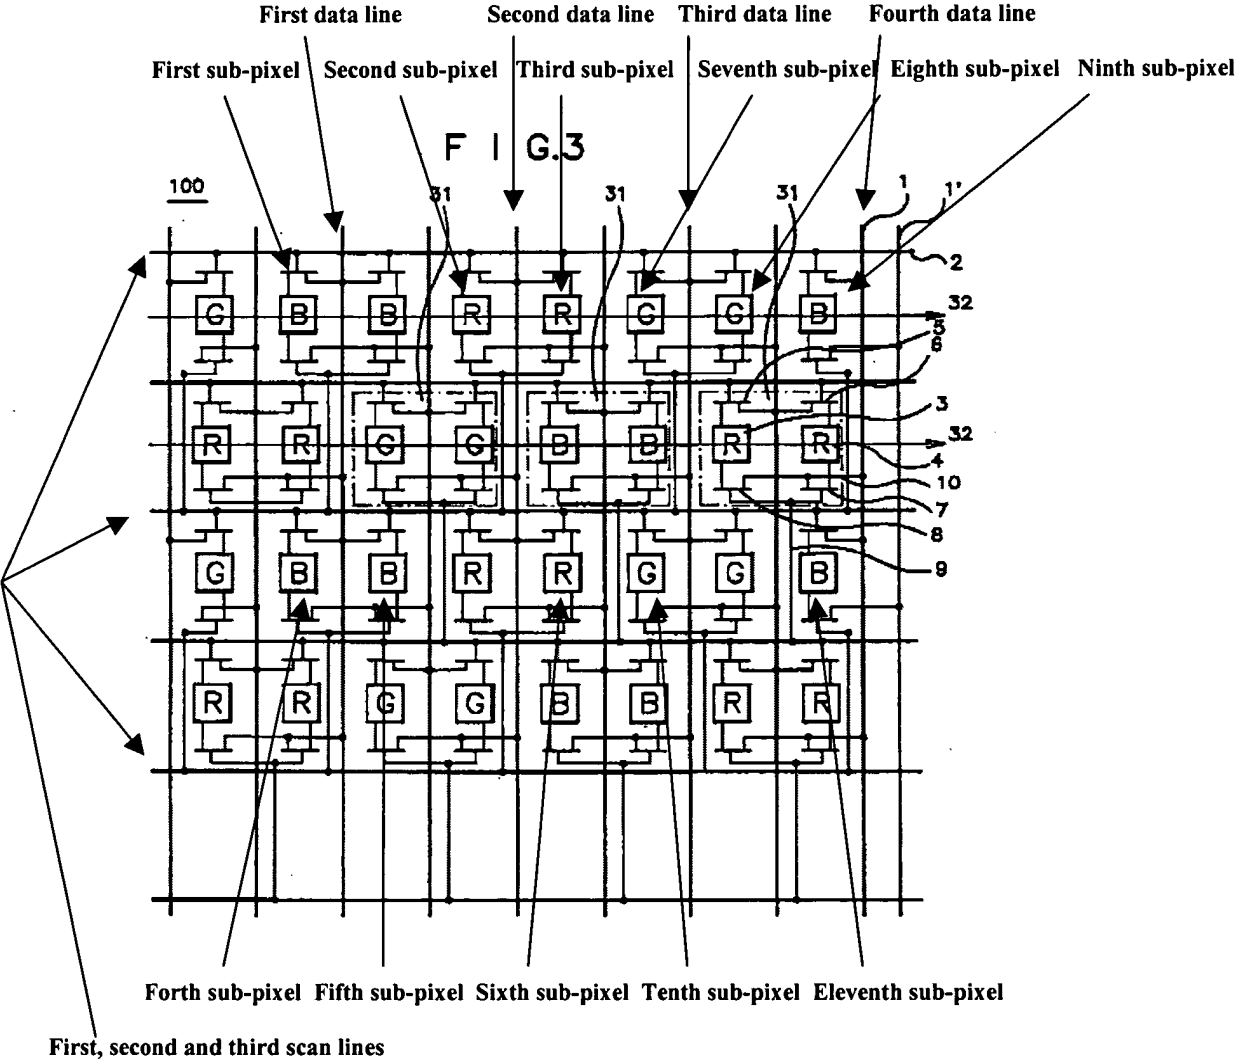 First data line Second data line Third data line Fourth data line
First sub-pixel Second sub-pixel Third sub-pixel Seventh sub-pixel Eighth sub-pixel Ninth sub-pixel
F I G.3
100 31 31 31 1 1'
2
G B B R R G G B 32
5
6
3
R R G G B B R R 32
4
10
7
8
G B B R R G G B 9
R R G G B B R R
Forth sub-pixel Fifth sub-pixel Sixth sub-pixel Tenth sub-pixel Eleventh sub-pixel
First, second and third scan lines